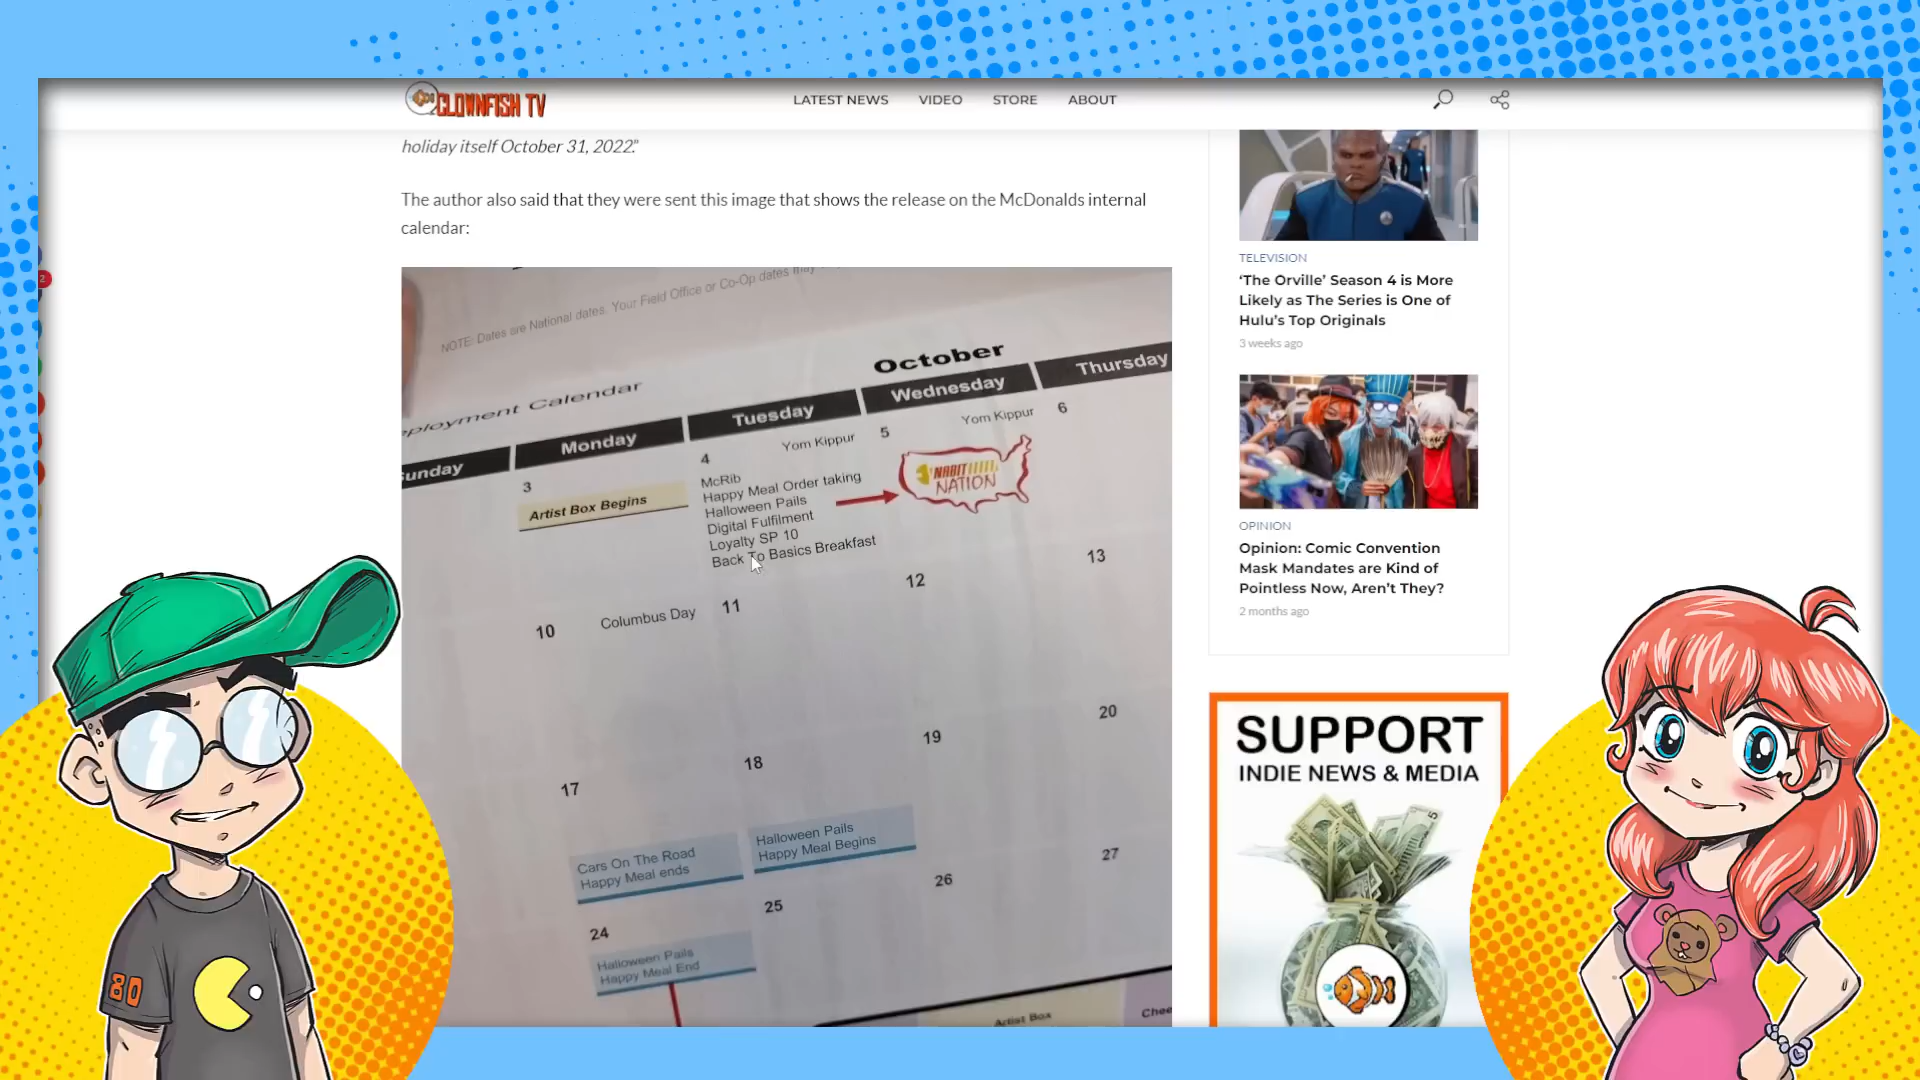 CLOWNFISH TV
LATEST NEWS
VIDEO
STORE
ABOUT
2
holiday itself October 31, 2022."
The author also said that they were sent this image that shows the release on the McDonalds internal
calendar:
NOTE: Dates are National dates. Your Field Office or Co-Op dates may
October
Calendar
Monday
Tuesday
Wednesday
Thursday
3
Artist Box Begins
4
Yom Kippur
McRib
Happy Meal Order taking
Halloween Pails
Digital Fulfilment
Loyalty SP 10
Back To Basics Breakfast
5
Yom Kippur
NATION
6
10
Columbus Day
11
12
13
17
Cars On The Road
Happy Meal ends
18
Halloween Pails
Happy Meal Begins
19
20
24
Halloween Pails
Happy Meal End
25
26
27
Artist Box
TELEVISION
‘The Orville’ Season 4 is More
Likely as The Series is One of
Hulu’s Top Originals
3 weeks ago
OPINION
Opinion: Comic Convention
Mask Mandates are Kind of
Pointless Now, Aren’t They?
2 months ago
SUPPORT
INDIE NEWS & MEDIA
80